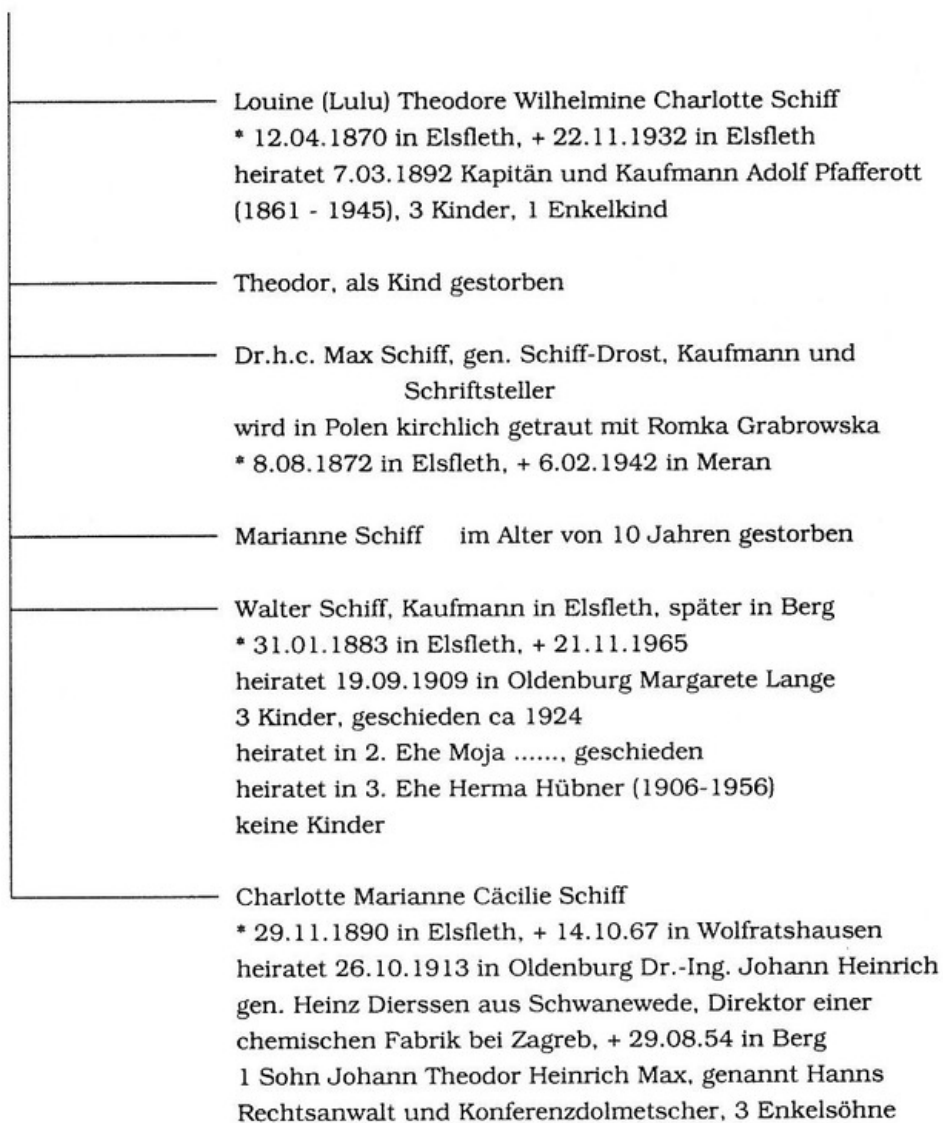 Louine (Lulu) Theodore Wilhelmine Charlotte Schiff
* 12.04.1870 in Elsfleth, + 22.11.1932 in Elsfleth
heiratet 7.03.1892 Kapitän und Kaufmann Adolf Pfafferott
(1861 - 1945), 3 Kinder, 1 Enkelkind
Theodor, als Kind gestorben
Dr.h.c. Max Schiff, gen. Schiff-Drost, Kaufmann und
Schriftsteller
wird in Polen kirchlich getraut mit Romka Grabrowska
* 8.08.1872 in Elsfleth, + 6.02.1942 in Meran
Marianne Schiff im Alter von 10 Jahren gestorben
Walter Schiff, Kaufmann in Elsfleth, später in Berg
* 31.01.1883 in Elsfleth, + 21.11.1965
heiratet 19.09.1909 in Oldenburg Margarete Lange
3 Kinder, geschieden ca 1924
heiratet in 2. Ehe Moja ......, geschieden
heiratet in 3. Ehe Herma Hübner (1906-1956)
keine Kinder
Charlotte Marianne Cäcilie Schiff
* 29.11.1890 in Elsfleth, + 14.10.67 in Wolfratshausen
heiratet 26.10.1913 in Oldenburg Dr.-Ing. Johann Heinrich
gen. Heinz Dierssen aus Schwanewede, Direktor einer
chemischen Fabrik bei Zagreb, + 29.08.54 in Berg
1 Sohn Johann Theodor Heinrich Max, genannt Hanns
Rechtsanwalt und Konferenzdolmetscher, 3 Enkelsöhne